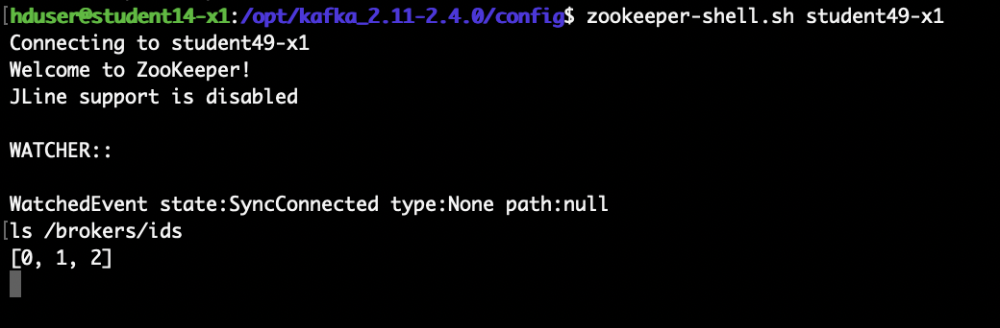 hduser@student14-x1:/opt/kafka_2.11-2.4.0/config$ zookeeper-shell.sh student49-x1
Connecting to student49-x1
Welcome to ZooKeeper!
JLine support is disabled
WATCHER::
WatchedEvent state:SyncConnected type:None path:null
ls /brokers/ids
[0, 1, 2]